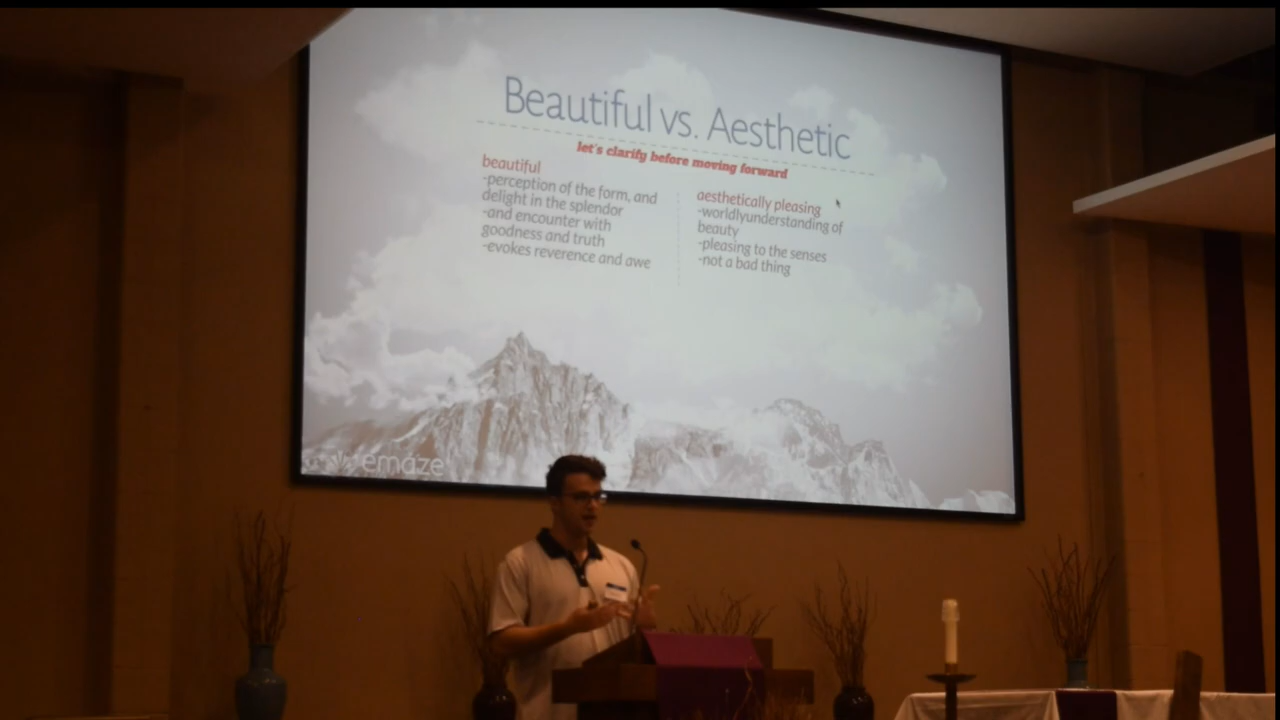 Beautiful vs. Aesthetic
let's clarify before moving forward
beautiful
-perception of the form, and
delight in the splendor
-and encounter with
goodness and truth
-evokes reverence and awe
aesthetically pleasing
-worldlyunderstanding of
beauty
-pleasing to the senses
-not a bad thing
emaze